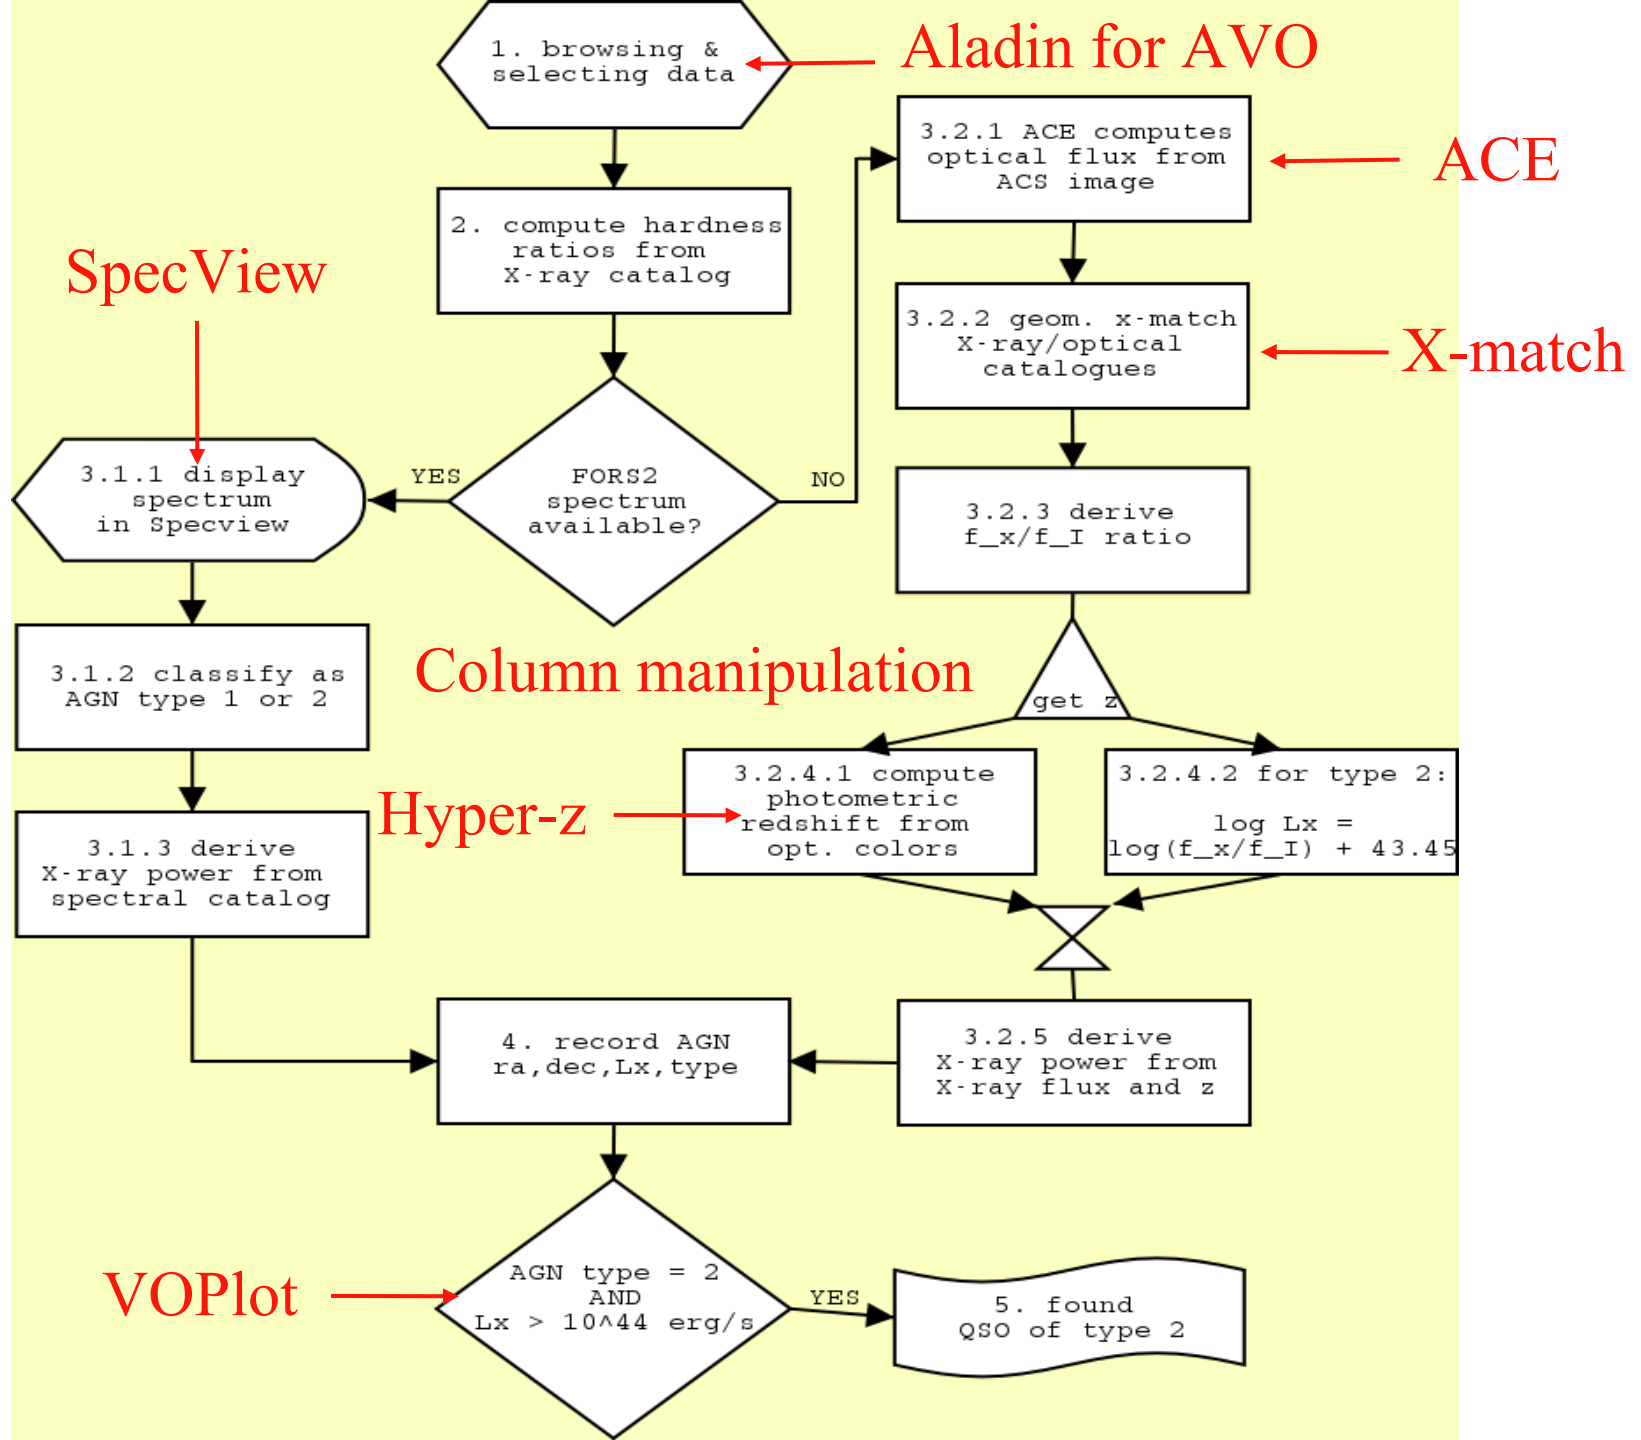 1. browsing &
selecting data
Aladin for AVO
3.2.1 ACE computes
optical flux from
ACS image
ACE
2. compute hardness
ratios from
X-ray catalog
SpecView
3.2.2 geom. x-match
X-ray/optical
catalogues
X-match
3.1.1 display
spectrum
in Specview
YES
FORS2
spectrum
available?
NO
3.2.3 derive
f_x/f_I ratio
3.1.2 classify as
AGN type 1 or 2
Column manipulation
get z
3.2.4.1 compute
photometric
redshift from
opt. colors
3.2.4.2 for type 2:
log Lx =
log(f_x/f_I) + 43.45
Hyper-z
3.1.3 derive
X-ray power from
spectral catalog
4. record AGN
ra,dec,Lx,type
3.2.5 derive
X-ray power from
X-ray flux and z
VOPlot
AGN type = 2
AND
Lx > 10^44 erg/s
YES
5. found
QSO of type 2